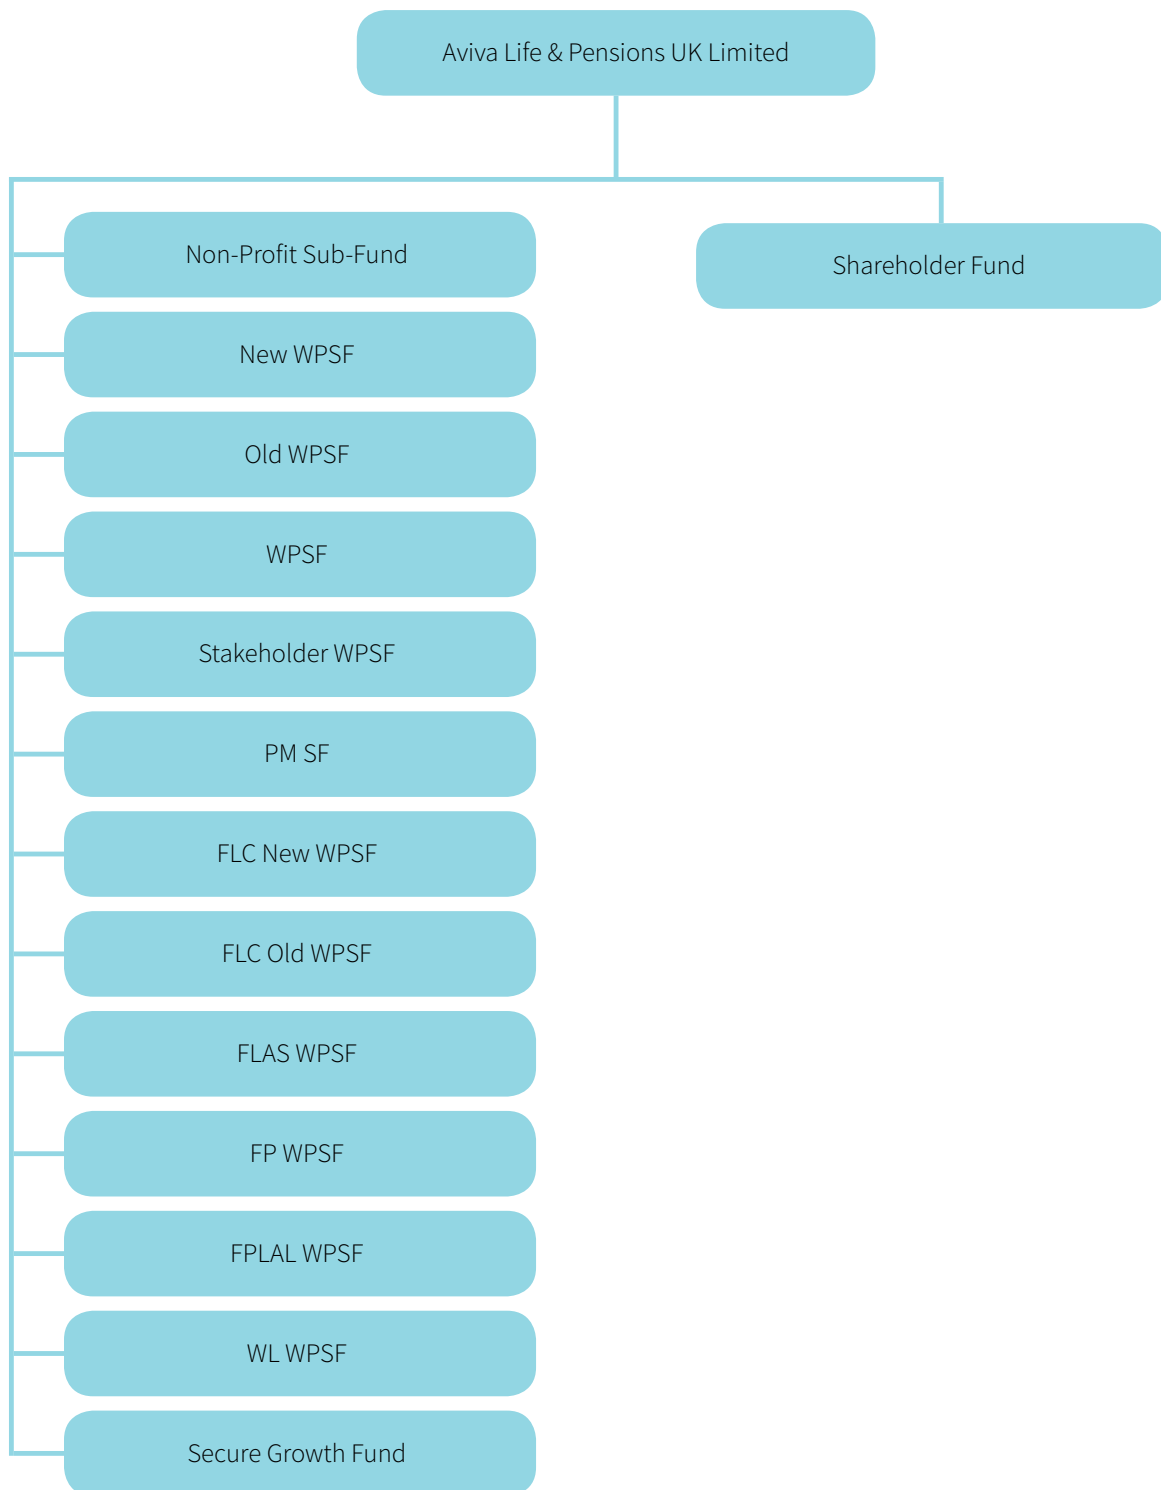 Aviva Life & Pensions UK Limited
Non-Profit Sub-Fund
Shareholder Fund
New WPSF
Old WPSF
WPSF
Stakeholder WPSF
PM SF
FLC New WPSF
FLC Old WPSF
FLAS WPSF
FP WPSF
FPLAL WPSF
WL WPSF
Secure Growth Fund